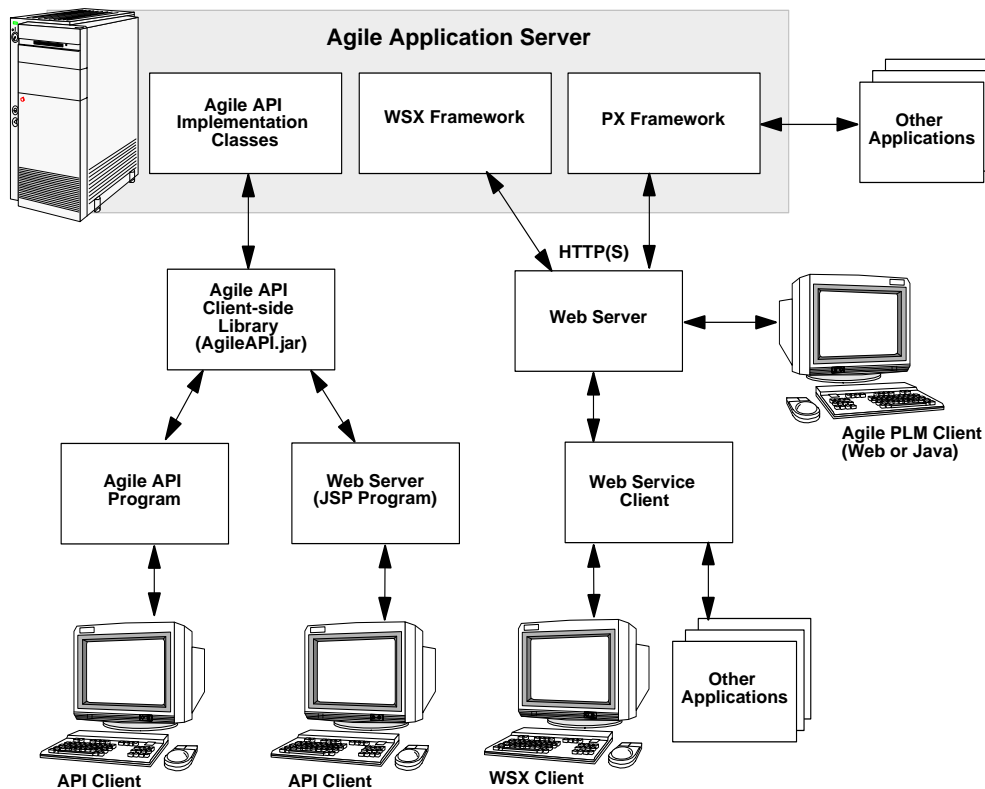 Agile Application Server
Agile API
Implementation
Classes
WSX Framework
PX Framework
Other
Applications
HTTP(S)
Agile API
Client-side
Library
(AgileAPI.jar)
Web Server
Agile PLM Client
(Web or Java)
Agile API
Program
Web Server
(JSP Program)
Web Service
Client
Other
Applications
API Client
API Client
WSX Client